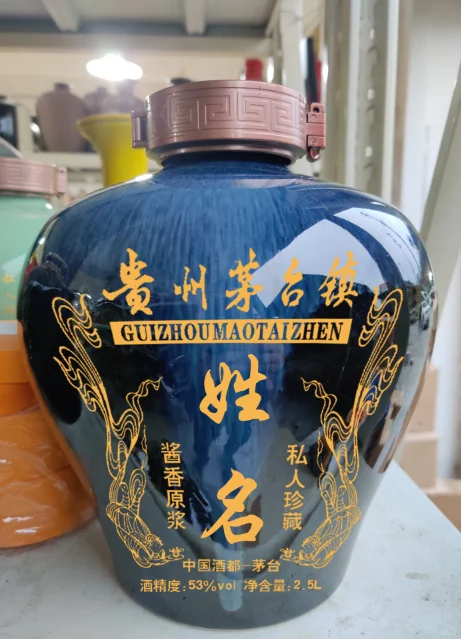 贵州茅台镇
GUIZHOUMAOTAIZHEN
姓名
酱香原浆
私人珍藏
中国酒都-茅台
酒精度:53%vol 净含量:2.5L